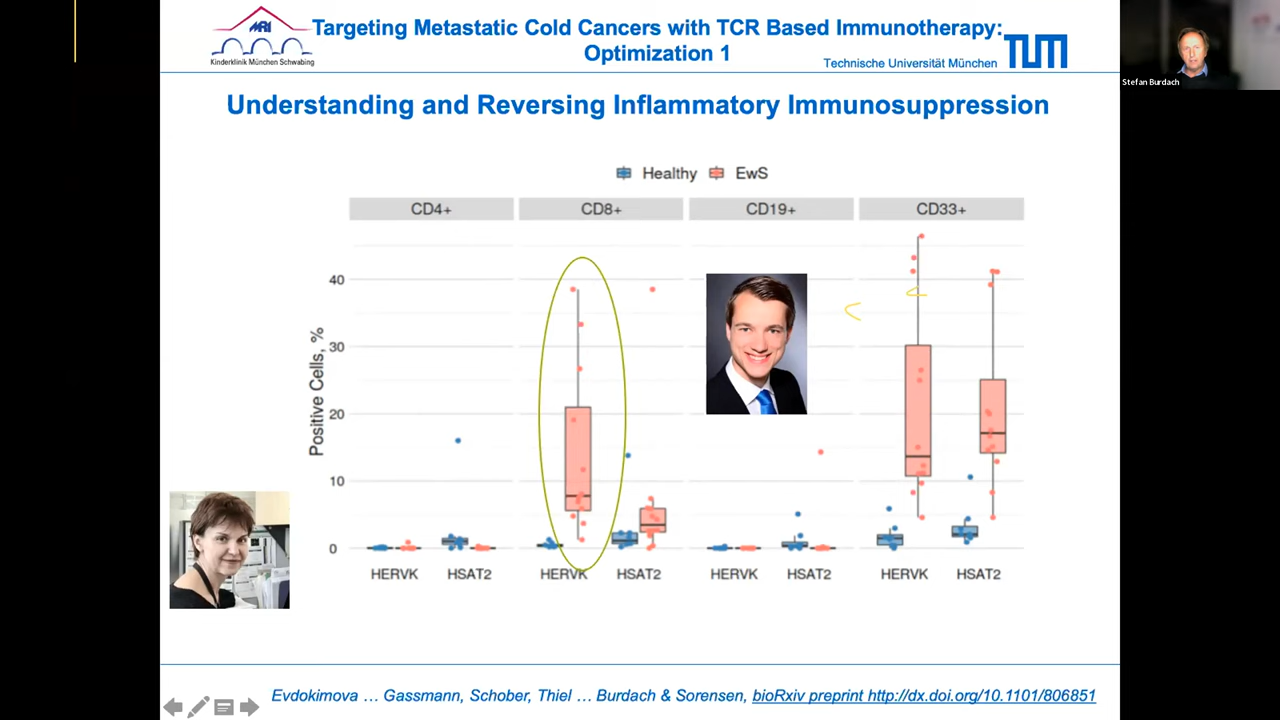 MRI
Kinderklinik München Schwabing
Targeting Metastatic Cold Cancers with TCR Based Immunotherapy:
Optimization 1
Technische Universität München
TUM
Stefan Burdach
Understanding and Reversing Inflammatory Immunosuppression
Healthy EwS
CD4+ CD8+ CD19+ CD33+
Positive Cells, %
40
30
20
10
0
HERVK HSAT2 HERVK HSAT2 HERVK HSAT2 HERVK HSAT2
Evdokimova … Gassmann, Schober, Thiel … Burdach & Sorensen, bioRxiv preprint http://dx.doi.org/10.1101/806851